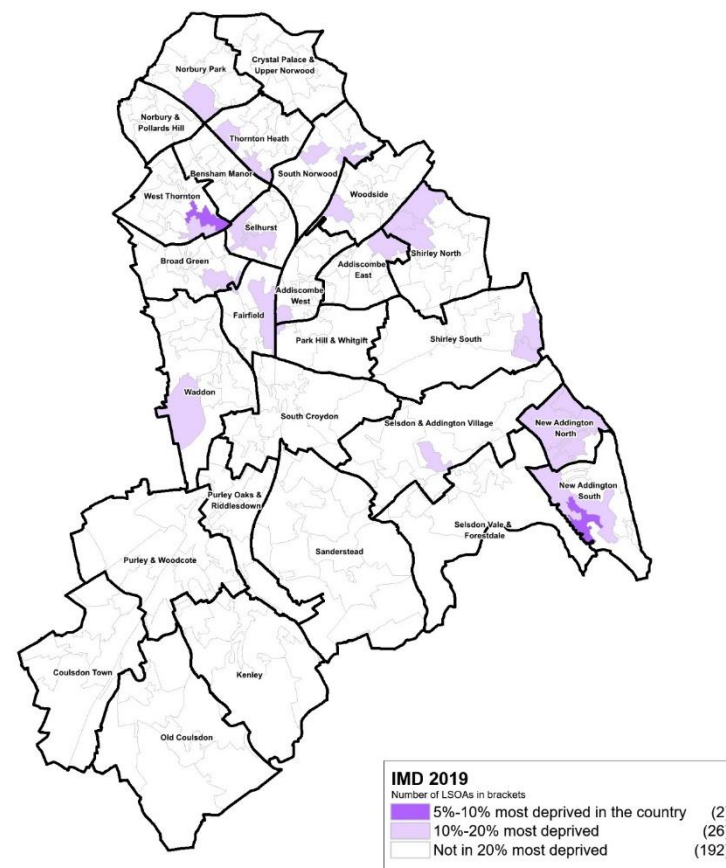 Crystal Palace &
Upper Norwood
Norbury Park
Norbury &
Pollards Hill
Thornton Heath
Bensham Manor
South Norwood
West Thornton
Woodside
Selhurst
Broad Green
Addiscombe
East
Shirley North
Addiscombe
West
Fairfield
Park Hill & Whitgift
Shirley South
Waddon
South Croydon
Selsdon & Addington Village
New Addington
North
New Addington
South
Purley Oaks &
Riddlesdown
Selsdon Vale &
Forestdale
Sanderstead
Purley & Woodcote
Coulsdon Town
Kenley
Old Coulsdon
IMD 2019
Number of LSOAs in brackets
5%-10% most deprived in the country (2
10%-20% most deprived (26
Not in 20% most deprived (192